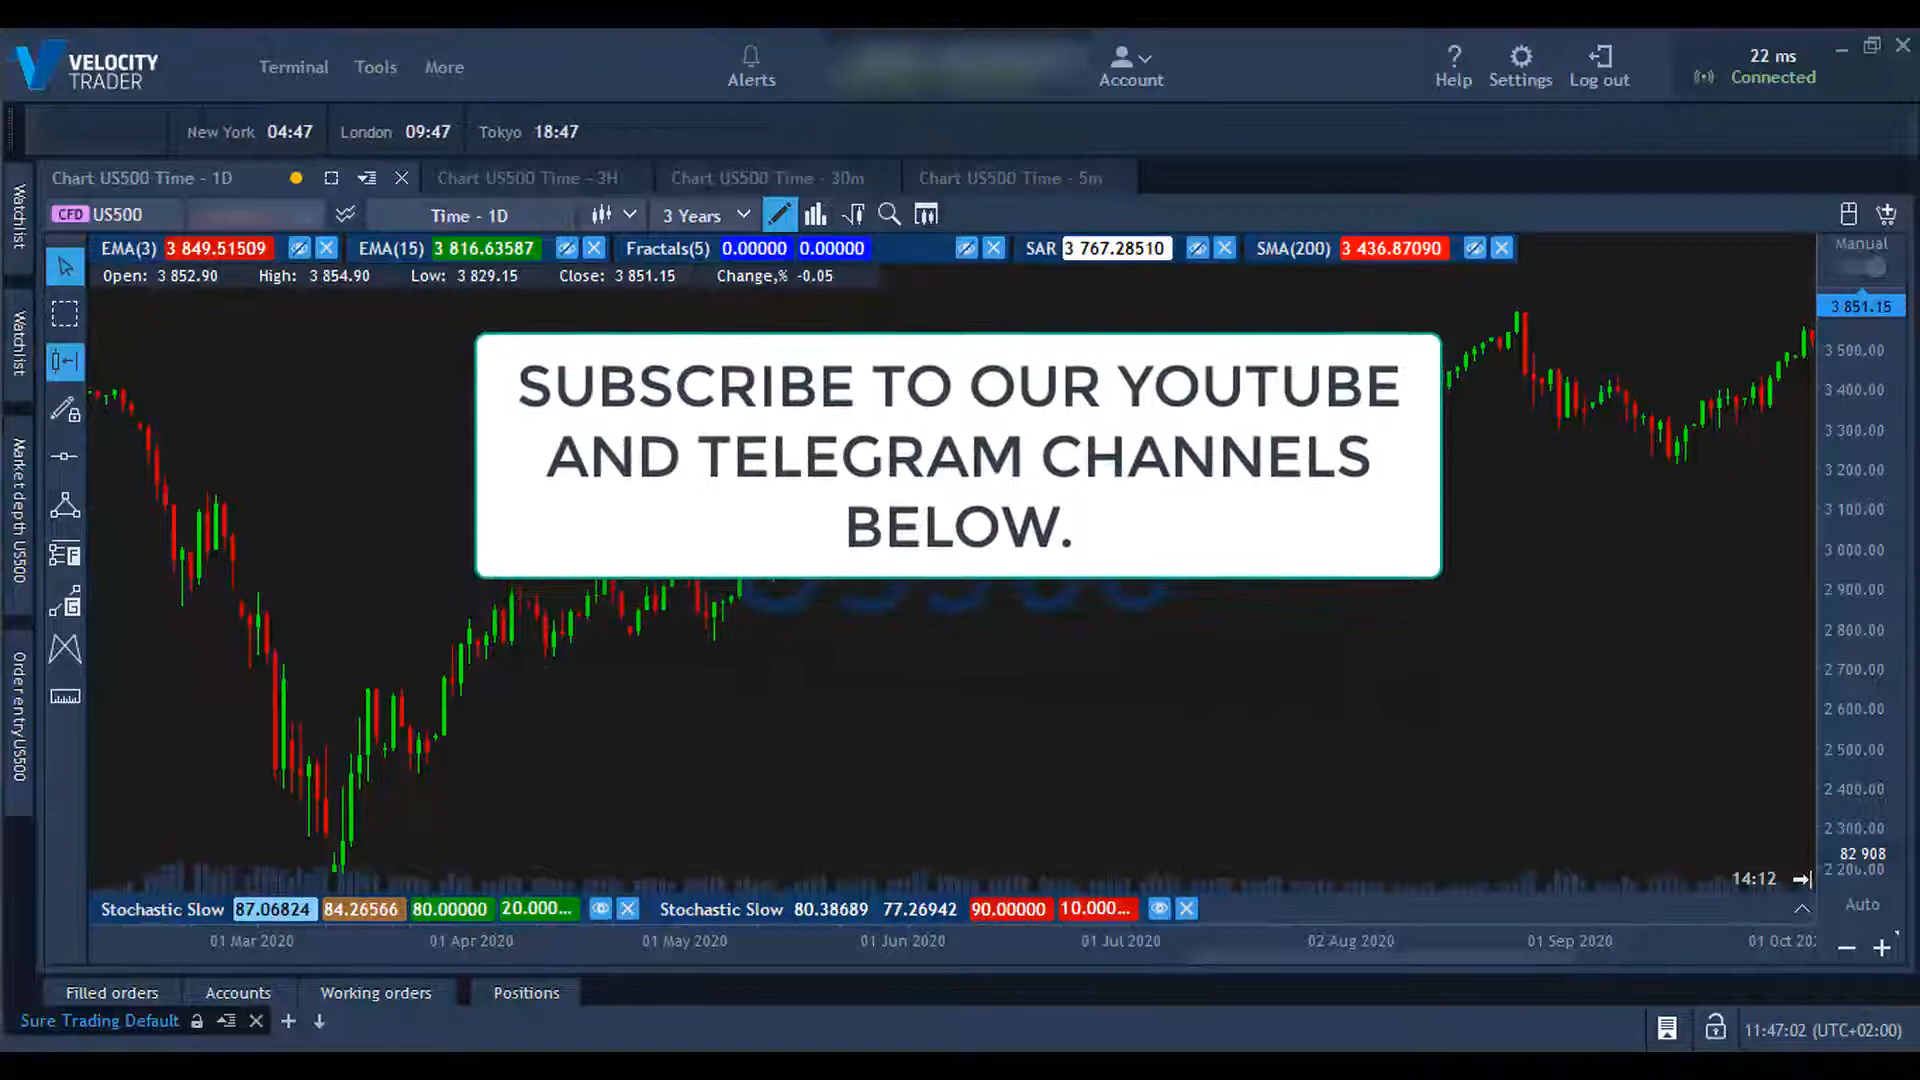 VELOCITY
TRADER
Terminal Tools More
Alerts
Account
Help Settings Log out
22 ms
Connected
New York 04:47 London 09:47 Tokyo 18:47
Chart US500 Time - 1D Chart US500 Time - 3H Chart US500 Time - 30m Chart US500 Time - 5m
CFD US500 Time - 1D 3 Years
EMA(3) 3 849.51509 EMA(15) 3 816.63587 Fractals(5) 0.00000 0.00000 SAR 3 767.28510 SMA(200) 3 436.87090
Open: 3 852.90 High: 3 854.90 Low: 3 829.15 Close: 3 851.15 Change,% -0.05
Manual
3 851.15
Watchlist
Watchlist
Market depth US500
Order entry US500
SUBSCRIBE TO OUR YOUTUBE
AND TELEGRAM CHANNELS
BELOW.
US500
3 500.00
3 400.00
3 300.00
3 200.00
3 100.00
3 000.00
2 900.00
2 800.00
2 700.00
2 600.00
2 500.00
2 400.00
2 300.00
82 908
2 200.00
14:12
Stochastic Slow 87.06824 84.26566 80.00000 20.000... Stochastic Slow 80.38689 77.26942 90.00000 10.000...
Auto
01 Mar 2020 01 Apr 2020 01 May 2020 01 Jun 2020 01 Jul 2020 02 Aug 2020 01 Sep 2020 01 Oct 202
Filled orders Accounts Working orders Positions
Sure Trading Default
11:47:02 (UTC+02:00)